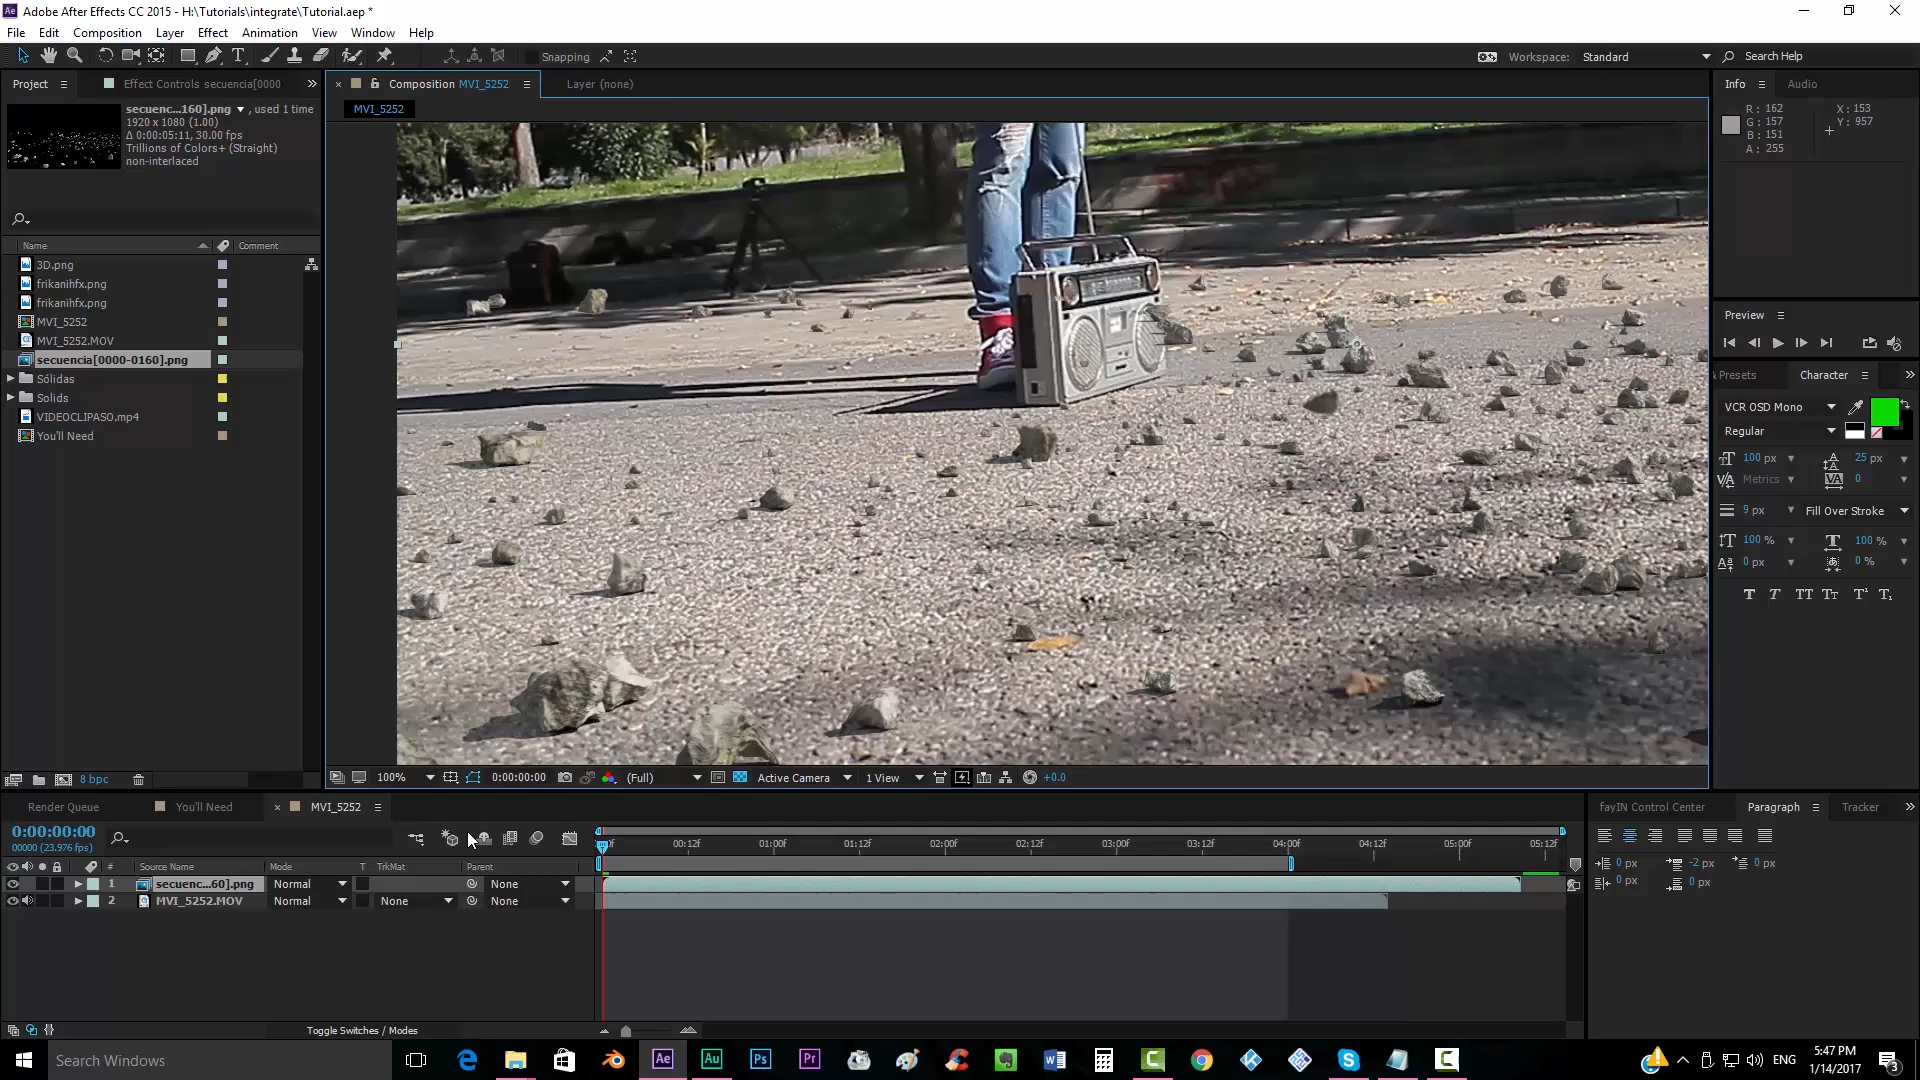 Adobe After Effects CC 2015 - H:\Tutorials\integrate\Tutorial.aep *
File Edit Composition Layer Effect Animation View Window Help
Snapping
Workspace: Standard
Search Help
Project
Effect Controls secuencia[0000
Composition MVI_5252
Layer (none)
MVI_5252
secuenc...160].png , used 1 time
1920 x 1080 (1.00)
Δ 0:00:05:11, 30.00 fps
Trillions of Colors+ (Straight)
non-interlaced
Name Comment
3D.png
frikanihfx.png
frikanihfx.png
MVI_5252
MVI_5252.MOV
secuencia[0000-0160].png
Sólidas
Solids
VIDEOCLIPASO.mp4
You'll Need
8 bpc
100% 0:00:00:00 (Full) Active Camera 1 View +0.0
Info Audio
R: 162 X: 153
G: 157 Y: 957
B: 151
A: 255
Preview
Presets Character
VCR OSD Mono
Regular
100 px 25 px
Metrics 0
9 px Fill Over Stroke
100 % 100 %
0 px 0 %
T T TT Tt T¹ T₁
Render Queue You'll Need MVI_5252
0:00:00:00
00000 (23.976 fps)
# Source Name Mode T TrkMat Parent
1 secuenc...60].png Normal None
2 MVI_5252.MOV Normal None None
00:12f 01:00f 01:12f 02:00f 02:12f 03:00f 03:12f 04:00f 04:12f 05:00f 05:12f
Toggle Switches / Modes
fayIN Control Center Paragraph Tracker
0 px -2 px 0 px
0 px 0 px
Search Windows
Ae Au Ps Pr
ENG
5:47 PM
1/14/2017
3